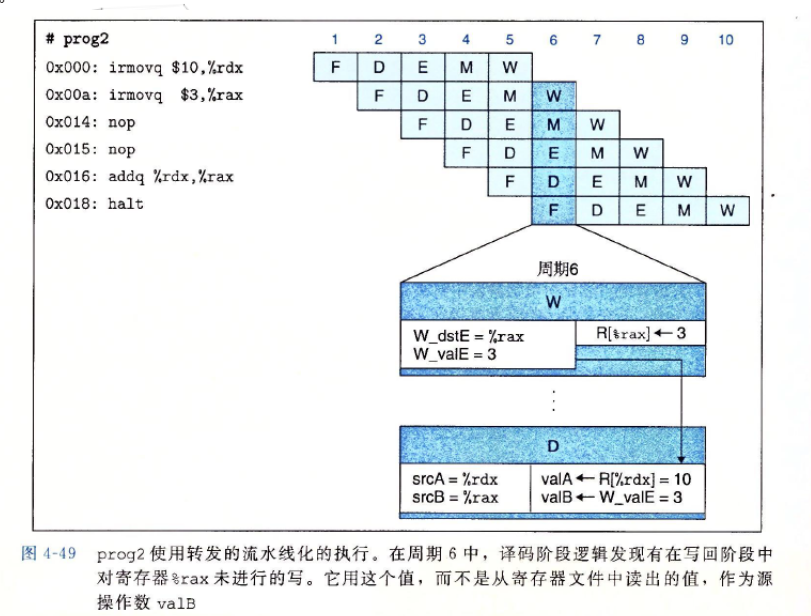 # prog2
1 2 3 4 5 6 7 8 9 10
0x000: irmovq $10,%rdx F D E M W
0x00a: irmovq $3,%rax F D E M W
0x014: nop F D E M W
0x015: nop F D E M W
0x016: addq %rdx,%rax F D E M W
0x018: halt F D E M W
周期6
W
W_dstE = %rax
W_valE = 3
R[%rax] ← 3
D
srcA = %rdx
srcB = %rax
valA ← R[%rdx] = 10
valB ← W_valE = 3
图 4-49 prog2 使用转发的流水线化的执行。在周期 6 中，译码阶段逻辑发现有在写回阶段中
对寄存器%rax 未进行的写。它用这个值，而不是从寄存器文件中读出的值，作为源
操作数 valB